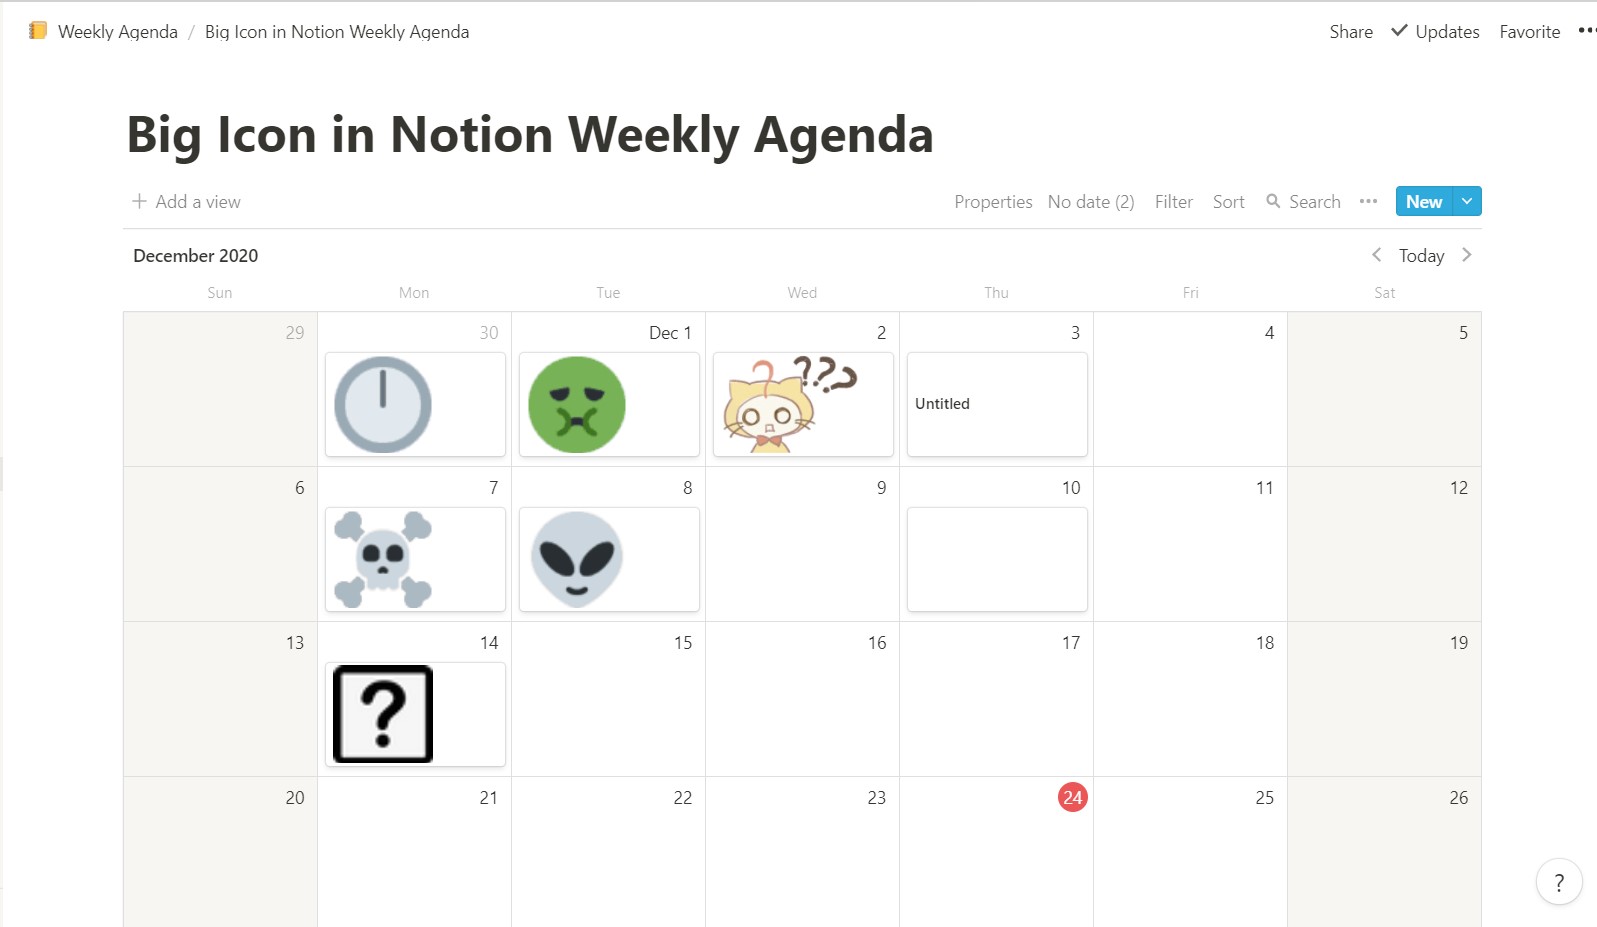 Weekly Agenda / Big Icon in Notion Weekly Agenda
Share Updates Favorite
Big Icon in Notion Weekly Agenda
Add a view
Properties No date (2) Filter Sort Search New
December 2020
Today
Sun Mon Tue Wed Thu Fri Sat
29 30 Dec 1 2 3 4 5
???
Untitled
6 7 8 9 10 11 12
13 14 15 16 17 18 19
?
20 21 22 23 24 25 26
?